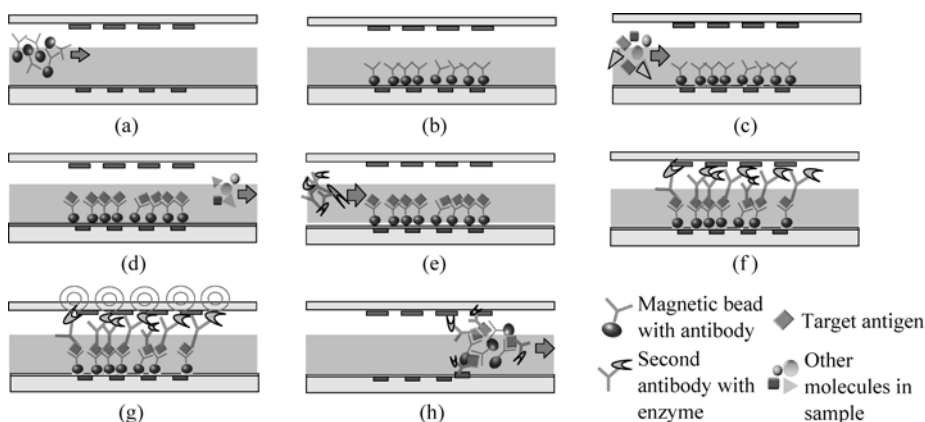 (a)
(b)
(c)
(d)
(e)
(f)
(g)
(h)
Magnetic bead
with antibody
Target antigen
Second
antibody with
enzyme
Other
molecules in
sample